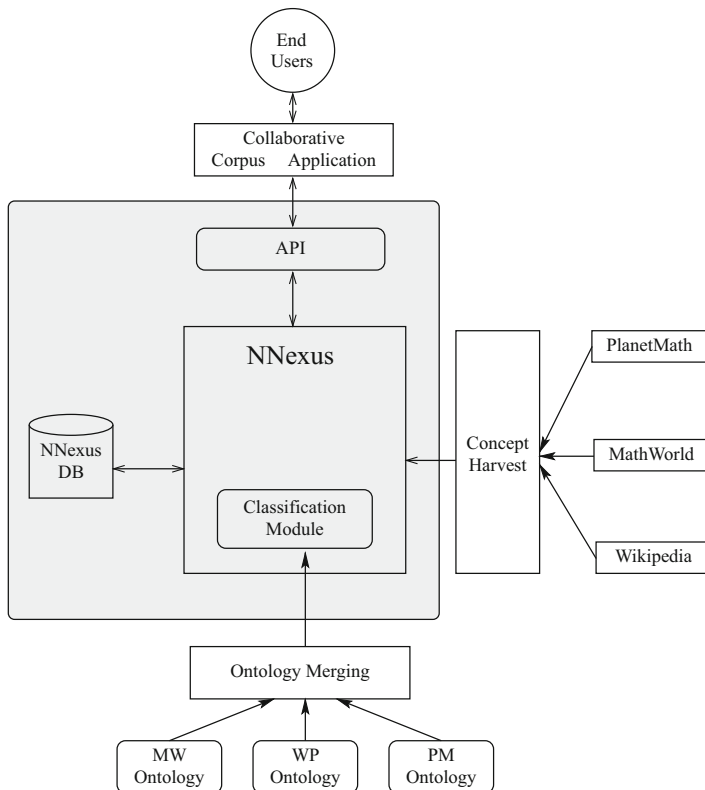 End
Users
Collaborative
Corpus Application
API
NNexus
PlanetMath
NNexus
DB
Concept
Harvest
MathWorld
Classification
Module
Wikipedia
Ontology Merging
MW
Ontology
WP
Ontology
PM
Ontology